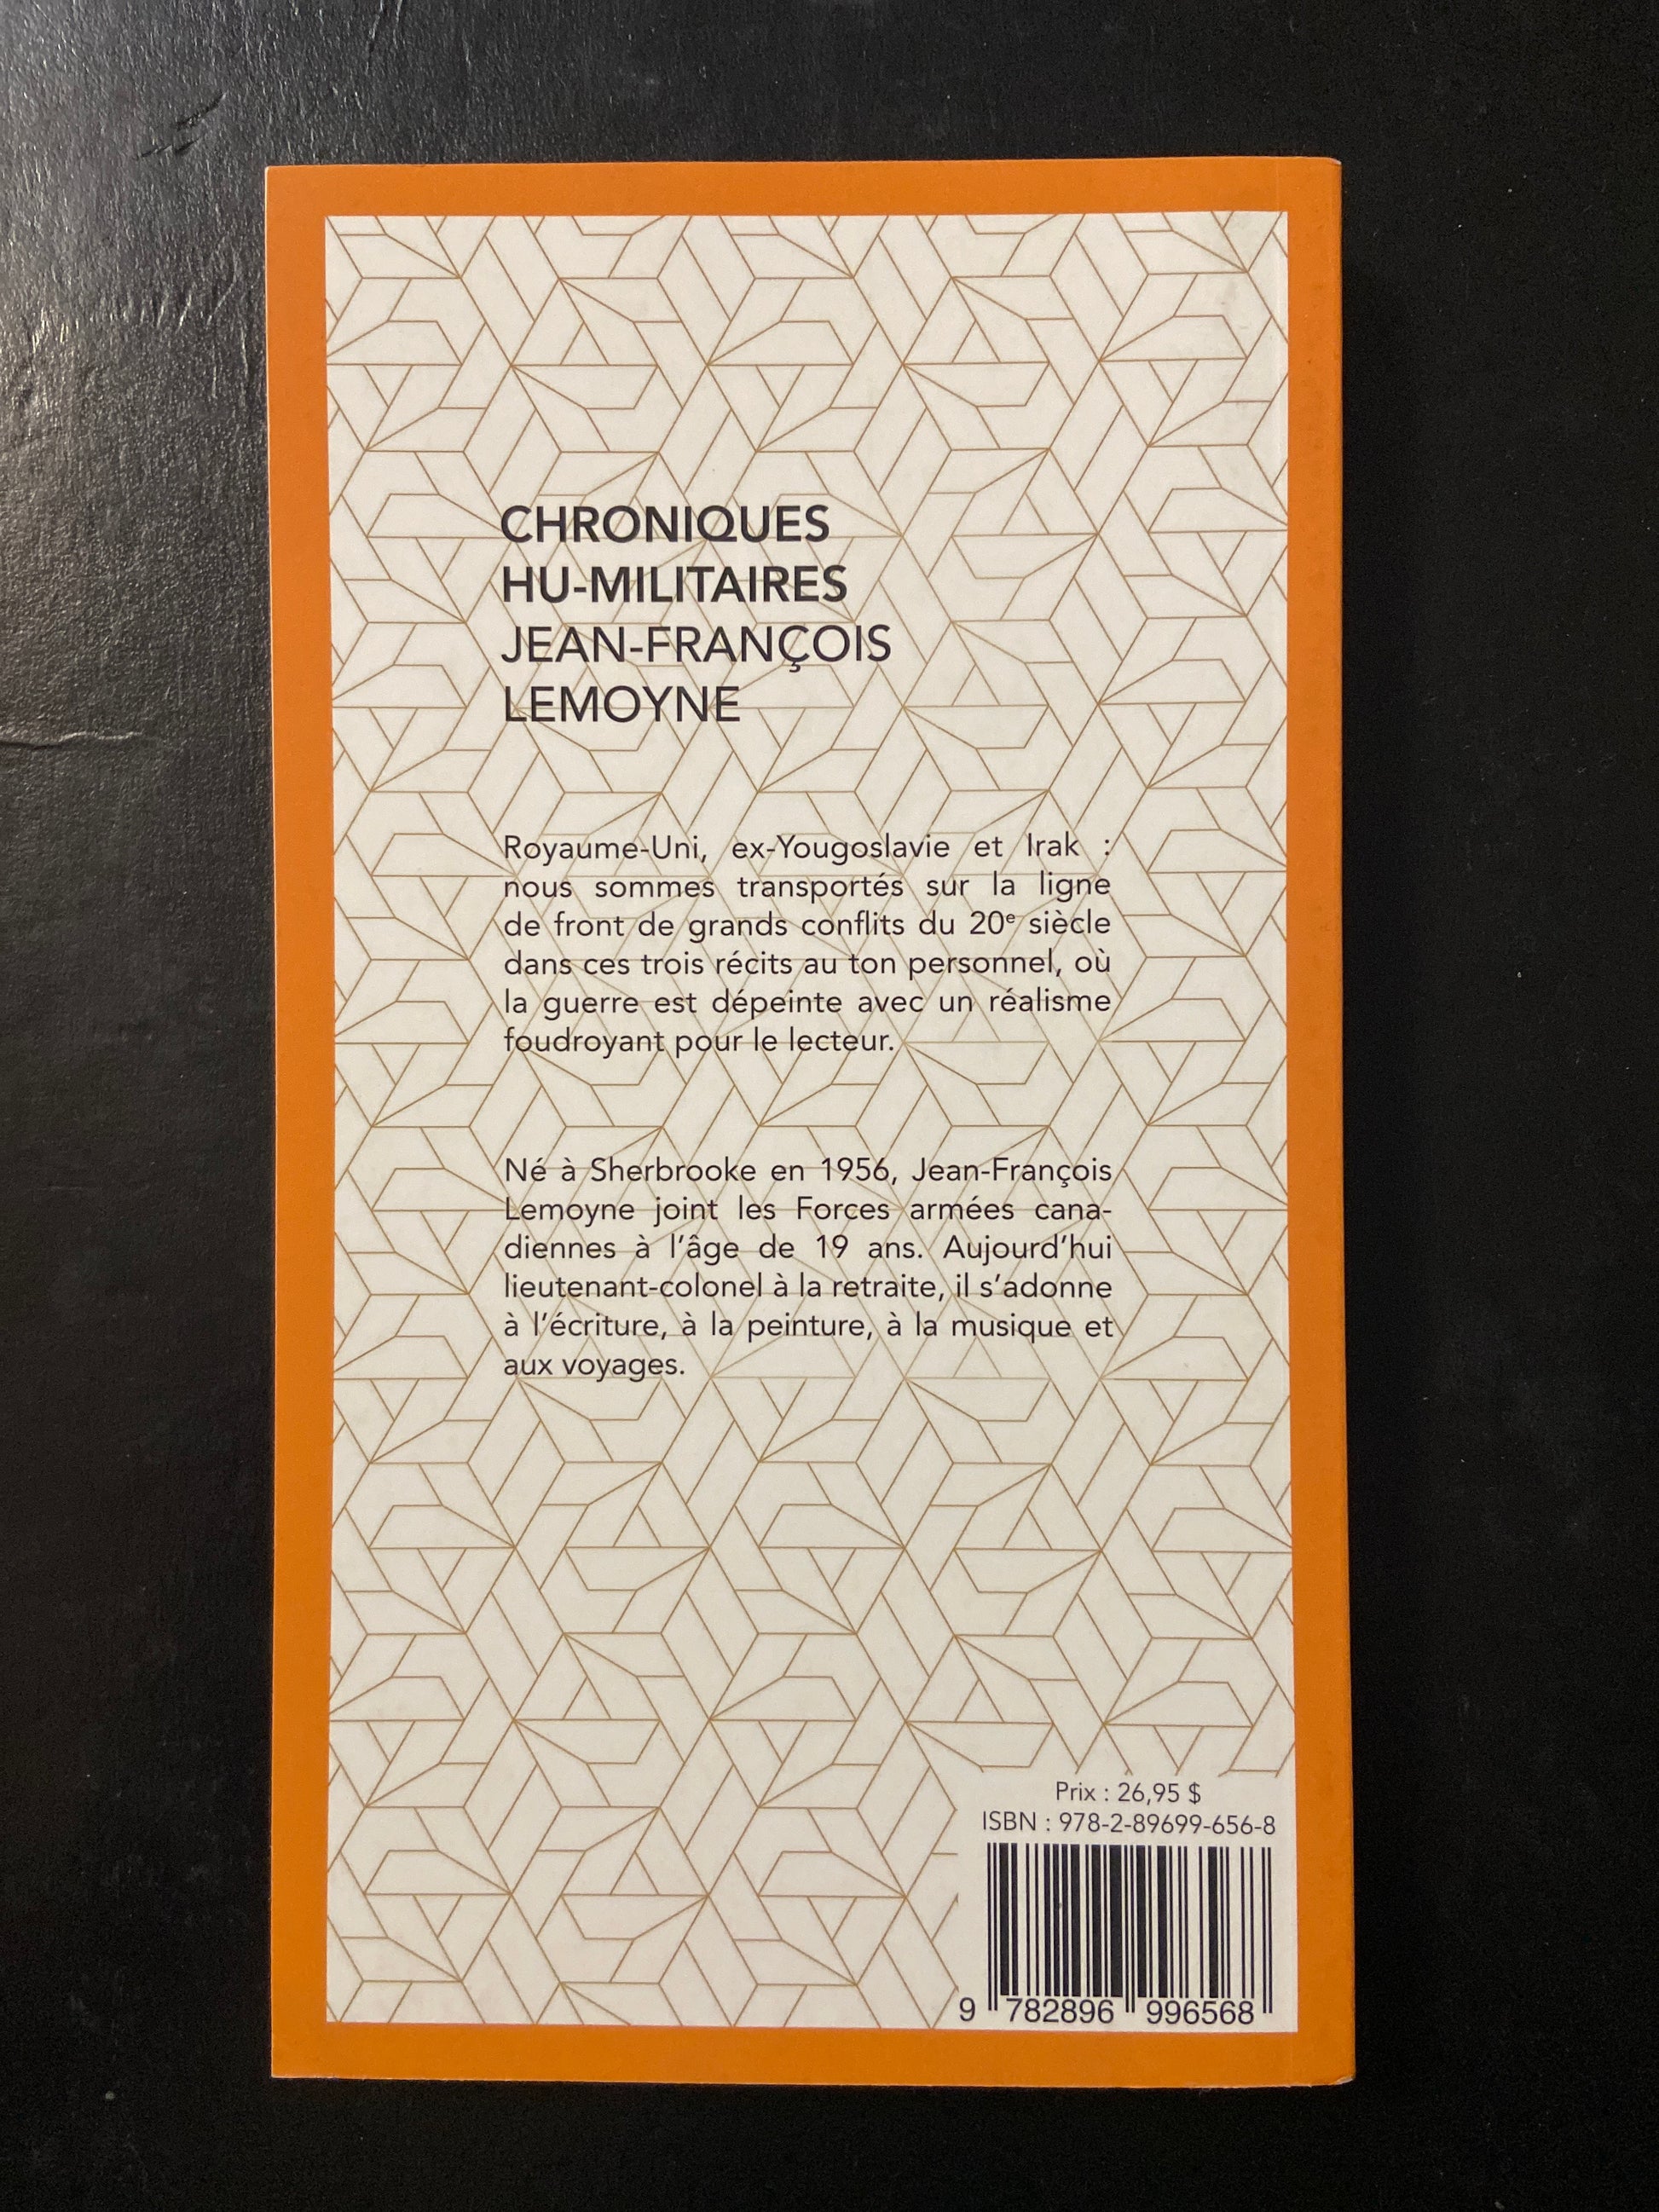 CHRONIQUES
HU-MILITAIRES
JEAN-FRANÇOIS
LEMOYNE
Royaume-Uni, ex-Yougoslavie et Irak :
nous sommes transportés sur la ligne
de front de grands conflits du 20e siècle
dans ces trois récits au ton personnel, où
la guerre est dépeinte avec un réalisme
foudroyant pour le lecteur.
Né à Sherbrooke en 1956, Jean-François
Lemoyne joint les Forces armées cana-
diennes à l'âge de 19 ans. Aujourd'hui
lieutenant-colonel à la retraite, il s'adonne
à l'écriture, à la peinture, à la musique et
aux voyages.
Prix : 26,95 $
ISBN : 978-2-89699-656-8
9 782896 996568